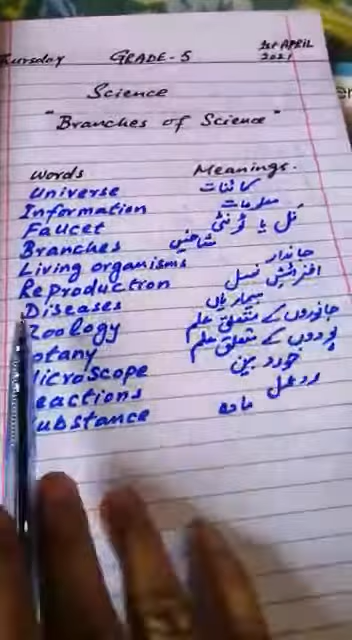 Thursday GRADE-5 1st APRIL 2021
Science
"Branches of Science"
Words Meanings.
Universe کائنات
Information معلومات
Faucet نل یا ٹونٹی
Branches شاخیں
Living organisms جاندار
Reproduction افزائش نسل
Diseases بیماریاں
Zoology جانوروں کے متعلق علم
otany پودوں کے متعلق علم
icroscope خوردبین
eactions ردعمل
ubstance مادہ